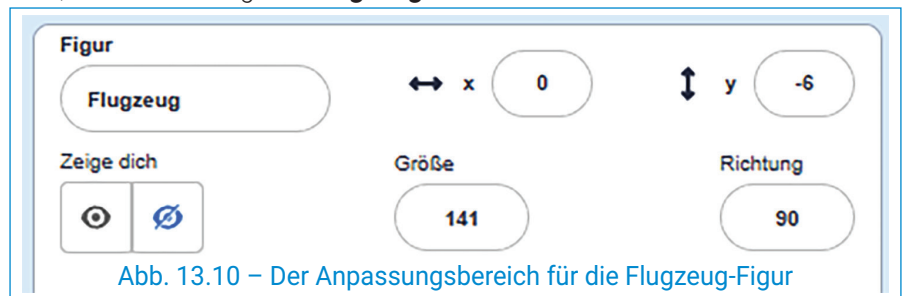 Figur
Flugzeug
x 0
y -6
Zeige dich
Größe
Richtung
141
90
Abb. 13.10 – Der Anpassungsbereich für die Flugzeug-Figur